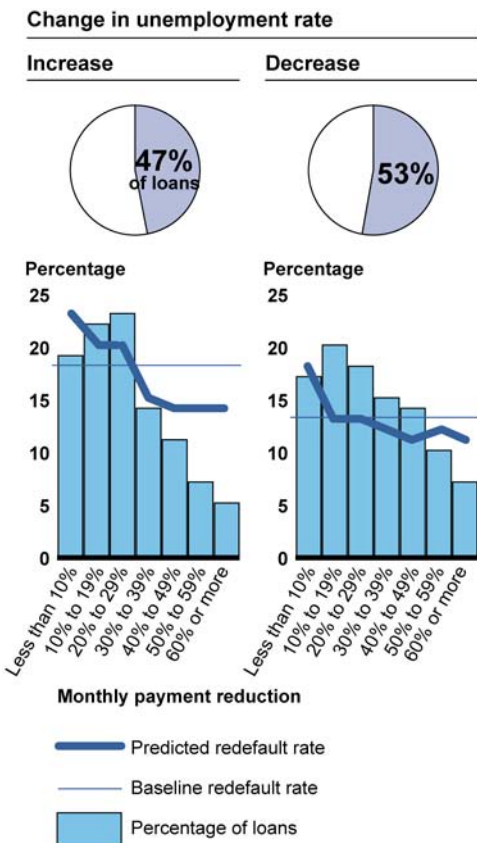 Change in unemployment rate
Increase
Decrease
47%
of loans
53%
Percentage
25
20
15
10
5
0
Less than 10%
10% to 19%
20% to 29%
30% to 39%
40% to 49%
50% to 59%
60% or more
Percentage
25
20
15
10
5
0
Less than 10%
10% to 19%
20% to 29%
30% to 39%
40% to 49%
50% to 59%
60% or more
Monthly payment reduction
Predicted redefault rate
Baseline redefault rate
Percentage of loans